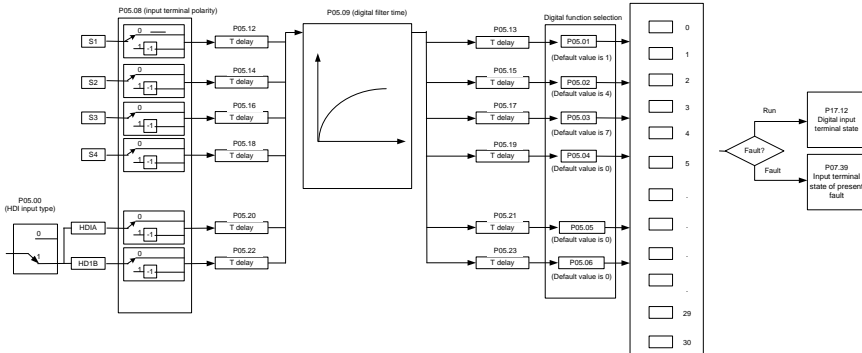 P05.08 (input terminal polarity)
P05.12
P05.09 (digital filter time)
P05.13
Digital function selection
S1
0
1
-1
T delay
T delay
P05.01
(Default value is 1)
0
1
P05.14
P05.15
S2
0
1
-1
T delay
T delay
P05.02
(Default value is 4)
2
P05.16
P05.17
S3
0
1
-1
T delay
T delay
P05.03
(Default value is 7)
3
4
P05.18
P05.19
S4
0
1
-1
T delay
T delay
P05.04
(Default value is 0)
5
Run
Fault?
Fault
P17.12
Digital input
terminal state
P07.39
Input terminal
state of present
fault
P05.00
(HDI input type)
0
1
P05.20
P05.21
HDIA
0
1
-1
T delay
T delay
P05.05
(Default value is 0)
.
.
P05.22
P05.23
HD1B
0
1
-1
T delay
T delay
P05.06
(Default value is 0)
.
.
29
30